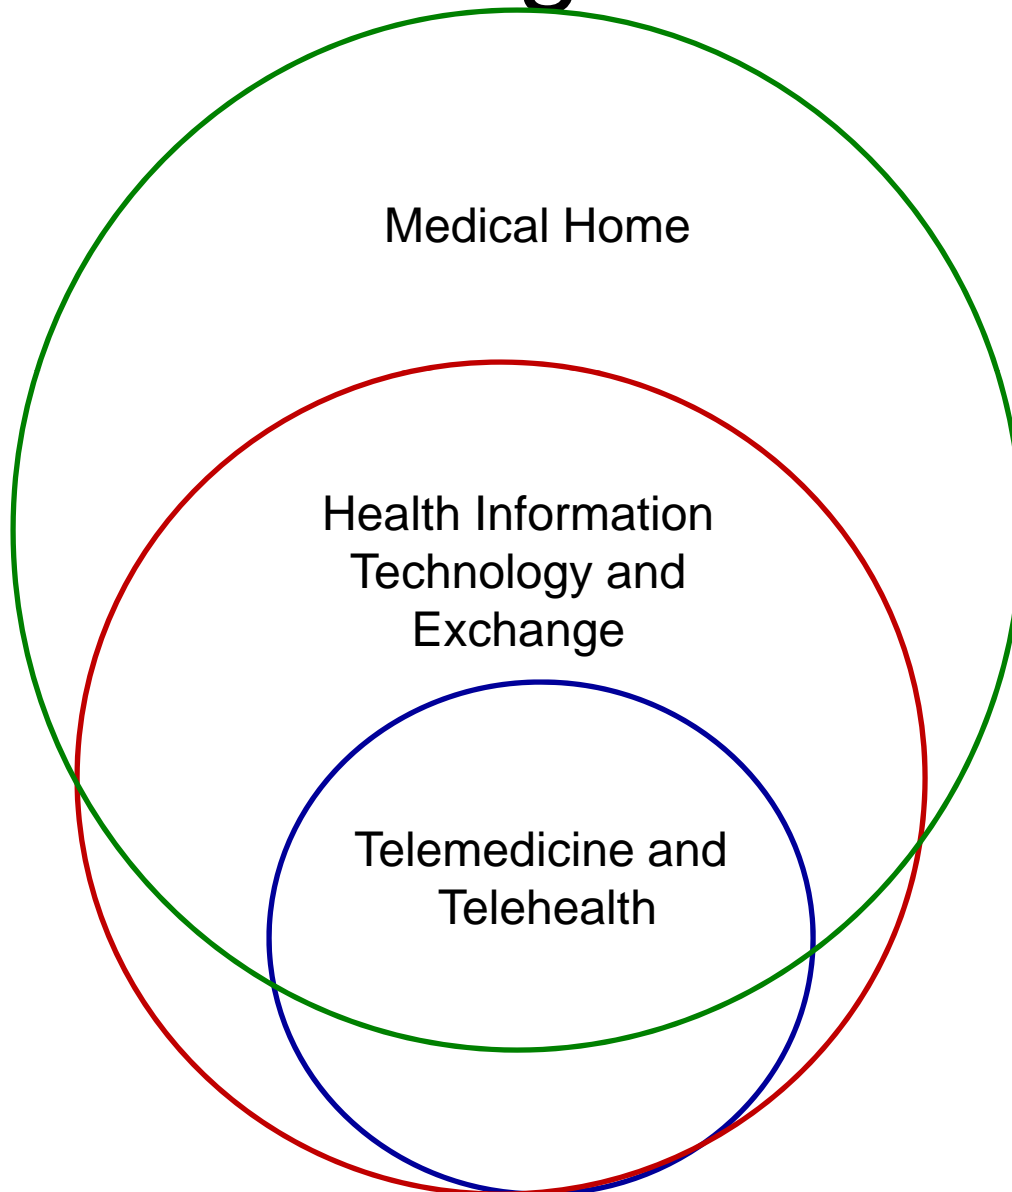 Medical Home
Health Information
Technology and
Exchange
Telemedicine and
Telehealth